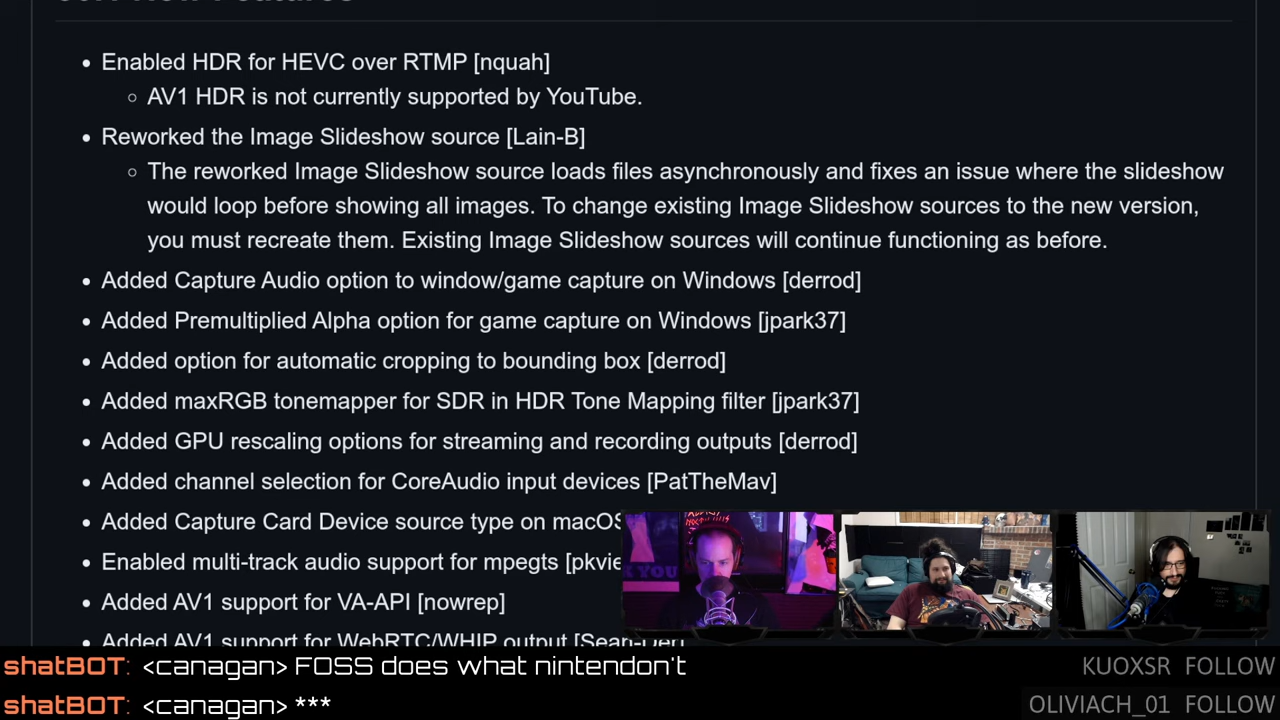 Enabled HDR for HEVC over RTMP [nquah]
AV1 HDR is not currently supported by YouTube.
Reworked the Image Slideshow source [Lain-B]
The reworked Image Slideshow source loads files asynchronously and fixes an issue where the slideshow
would loop before showing all images. To change existing Image Slideshow sources to the new version,
you must recreate them. Existing Image Slideshow sources will continue functioning as before.
Added Capture Audio option to window/game capture on Windows [derrod]
Added Premultiplied Alpha option for game capture on Windows [jpark37]
Added option for automatic cropping to bounding box [derrod]
Added maxRGB tonemapper for SDR in HDR Tone Mapping filter [jpark37]
Added GPU rescaling options for streaming and recording outputs [derrod]
Added channel selection for CoreAudio input devices [PatTheMav]
Added Capture Card Device source type on macOS
Enabled multi-track audio support for mpegts [pkvie
Added AV1 support for VA-API [nowrep]
Added AV1 support for WebRTC/WHIP output
shatBOT: <canagan> FOSS does what nintendon't
KUOXSR FOLLOW
shatBOT: <canagan> ***
OLIVIACH_01 FOLLOW